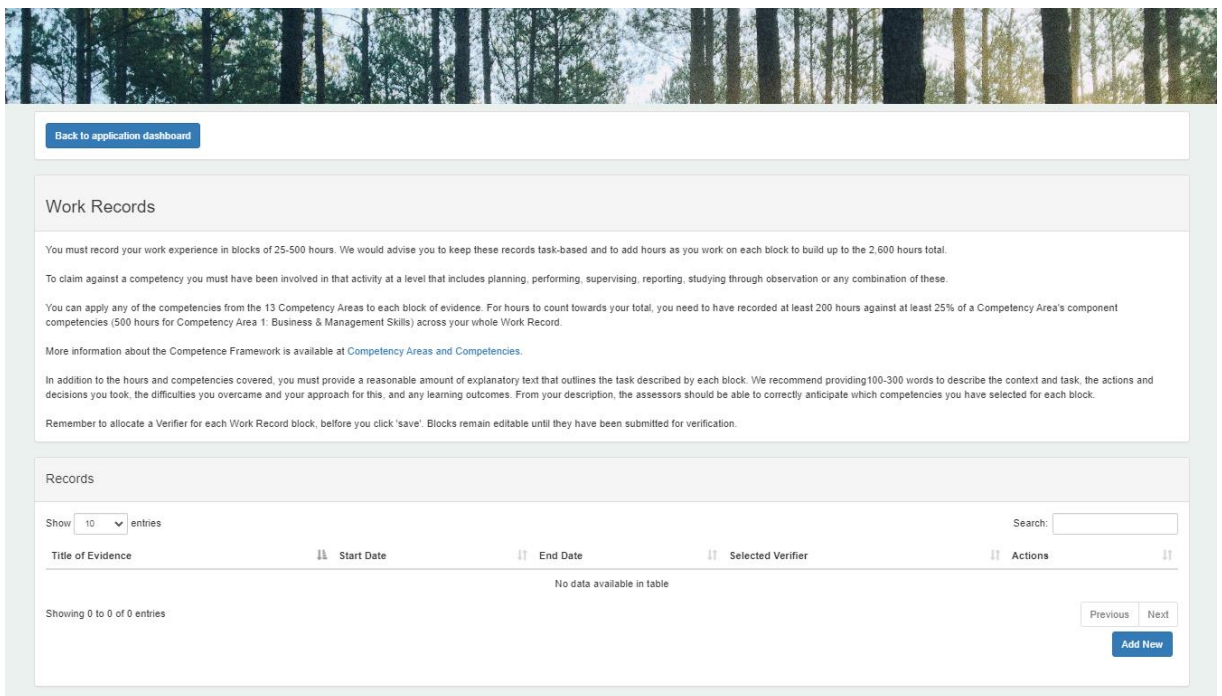 Back to application dashboard
Work Records
You must record your work experience in blocks of 25-500 hours. We would advise you to keep these records task-based and to add hours as you work on each block to build up to the 2,600 hours total.
To claim against a competency you must have been involved in that activity at a level that includes planning, performing, supervising, reporting, studying through observation or any combination of these.
You can apply any of the competencies from the 13 Competency Areas to each block of evidence. For hours to count towards your total, you need to have recorded at least 200 hours against at least 25% of a Competency Area's component
competencies (500 hours for Competency Area 1: Business & Management Skills) across your whole Work Record.
More information about the Competence Framework is available at Competency Areas and Competencies.
In addition to the hours and competencies covered, you must provide a reasonable amount of explanatory text that outlines the task described by each block. We recommend providing100-300 words to describe the context and task, the actions and
decisions you took, the difficulties you overcame and your approach for this, and any learning outcomes. From your description, the assessors should be able to correctly anticipate which competencies you have selected for each block.
Remember to allocate a Verifier for each Work Record block, belfore you click 'save'. Blocks remain editable until they have been submitted for verification.
Records
Show 10 entries Search:
Title of Evidence Start Date End Date Selected Verifier Actions
No data available in table
Showing 0 to 0 of 0 entries Previous Next
Add New